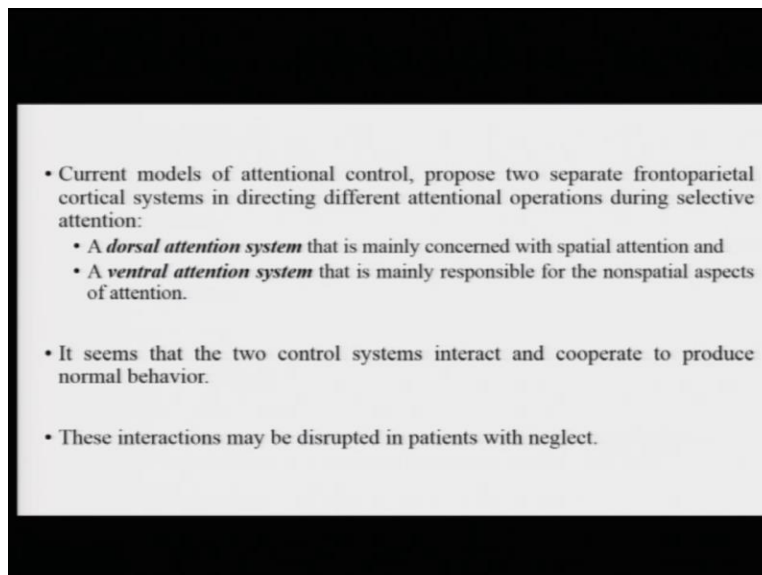 • Current models of attentional control, propose two separate frontoparietal
cortical systems in directing different attentional operations during selective
attention:
• A dorsal attention system that is mainly concerned with spatial attention and
• A ventral attention system that is mainly responsible for the nonspatial aspects
of attention.
• It seems that the two control systems interact and cooperate to produce
normal behavior.
• These interactions may be disrupted in patients with neglect.